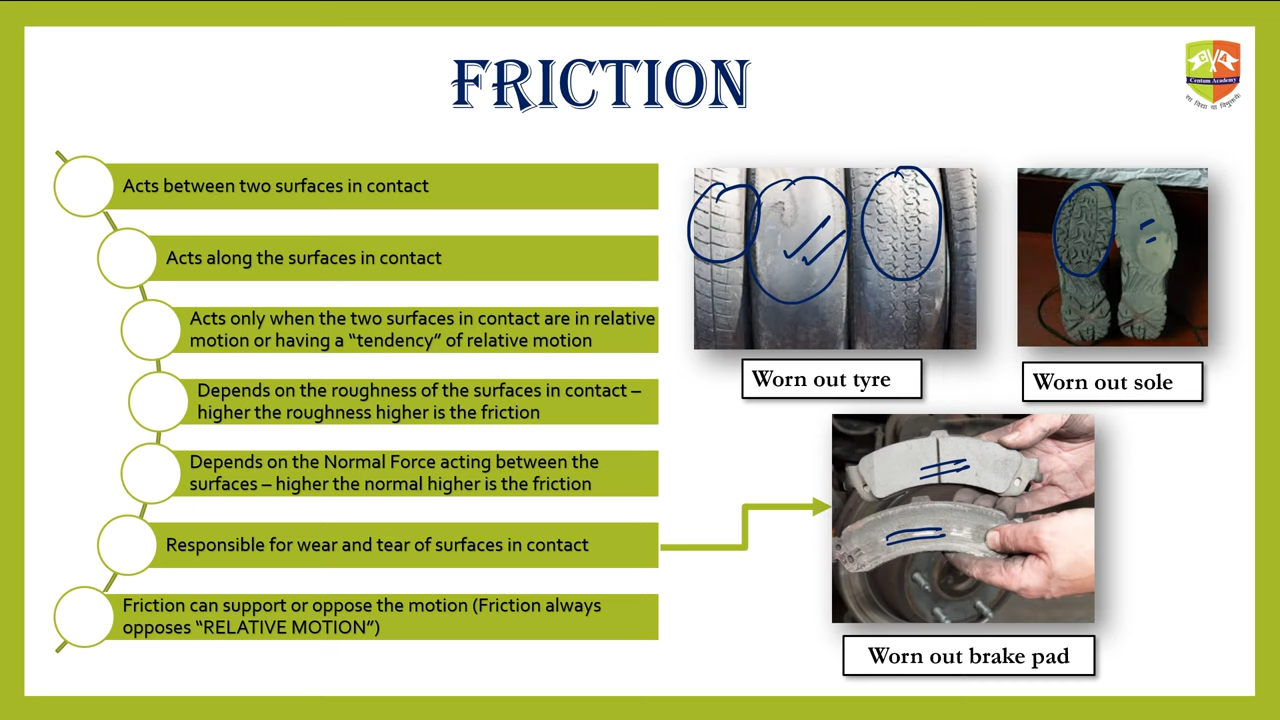 FRICTION
Centum Academy
सा विद्या या विमुक्तये
Acts between two surfaces in contact
Acts along the surfaces in contact
Acts only when the two surfaces in contact are in relative
motion or having a “tendency” of relative motion
Depends on the roughness of the surfaces in contact –
higher the roughness higher is the friction
Depends on the Normal Force acting between the
surfaces – higher the normal higher is the friction
Responsible for wear and tear of surfaces in contact
Friction can support or oppose the motion (Friction always
opposes “RELATIVE MOTION”)
Worn out tyre
Worn out sole
Worn out brake pad